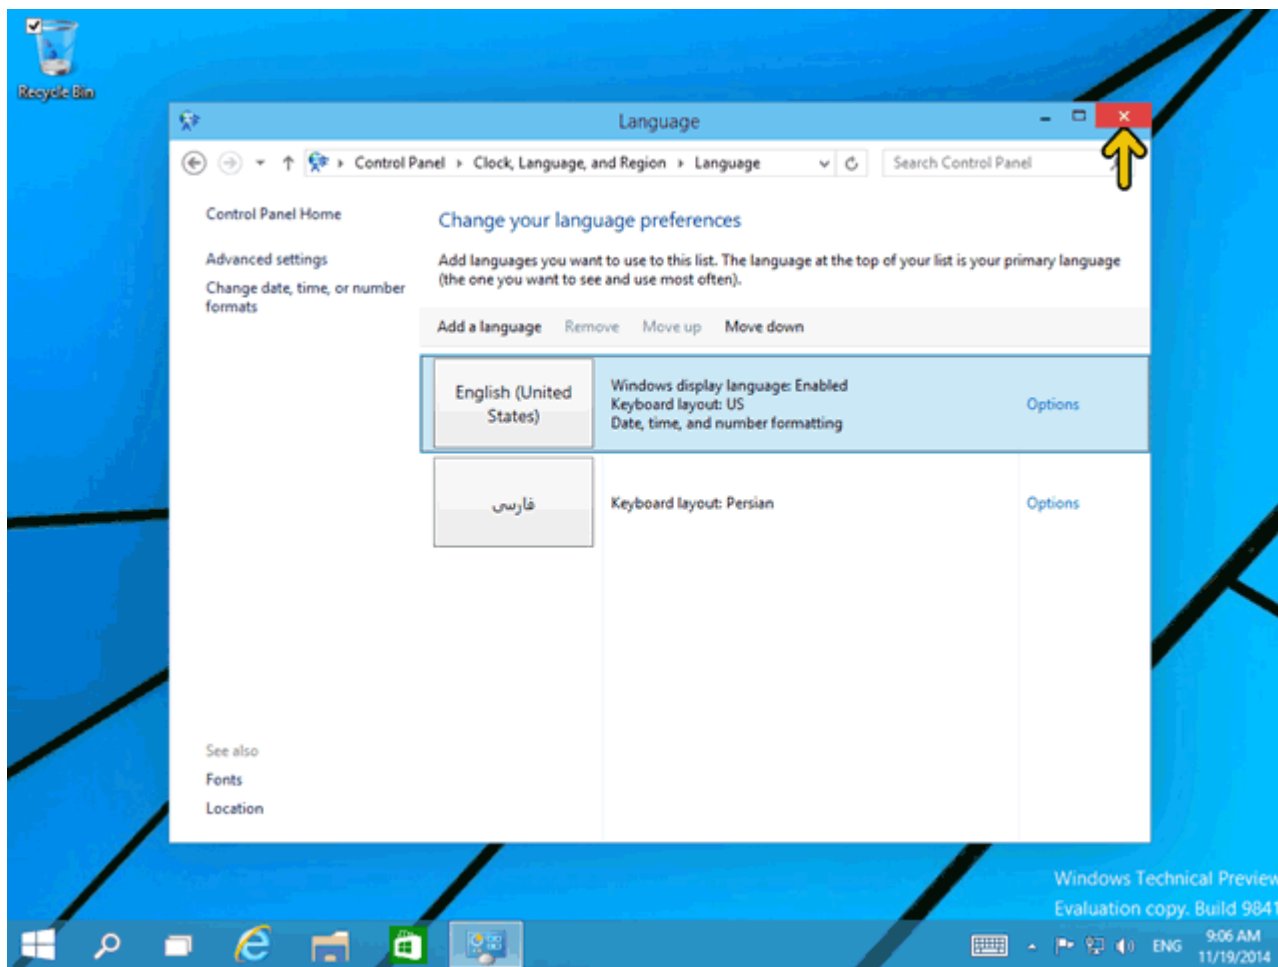 Recycle Bin
Language
Control Panel Clock, Language, and Region Language
Search Control Panel
Control Panel Home
Advanced settings
Change date, time, or number
formats
Change your language preferences
Add languages you want to use to this list. The language at the top of your list is your primary language
(the one you want to see and use most often).
Add a language Remove Move up Move down
English (United
States)
Windows display language: Enabled
Keyboard layout: US
Date, time, and number formatting
Options
فارسی
Keyboard layout: Persian
Options
See also
Fonts
Location
Windows Technical Preview
Evaluation copy. Build 9841
ENG
9:06 AM
11/19/2014